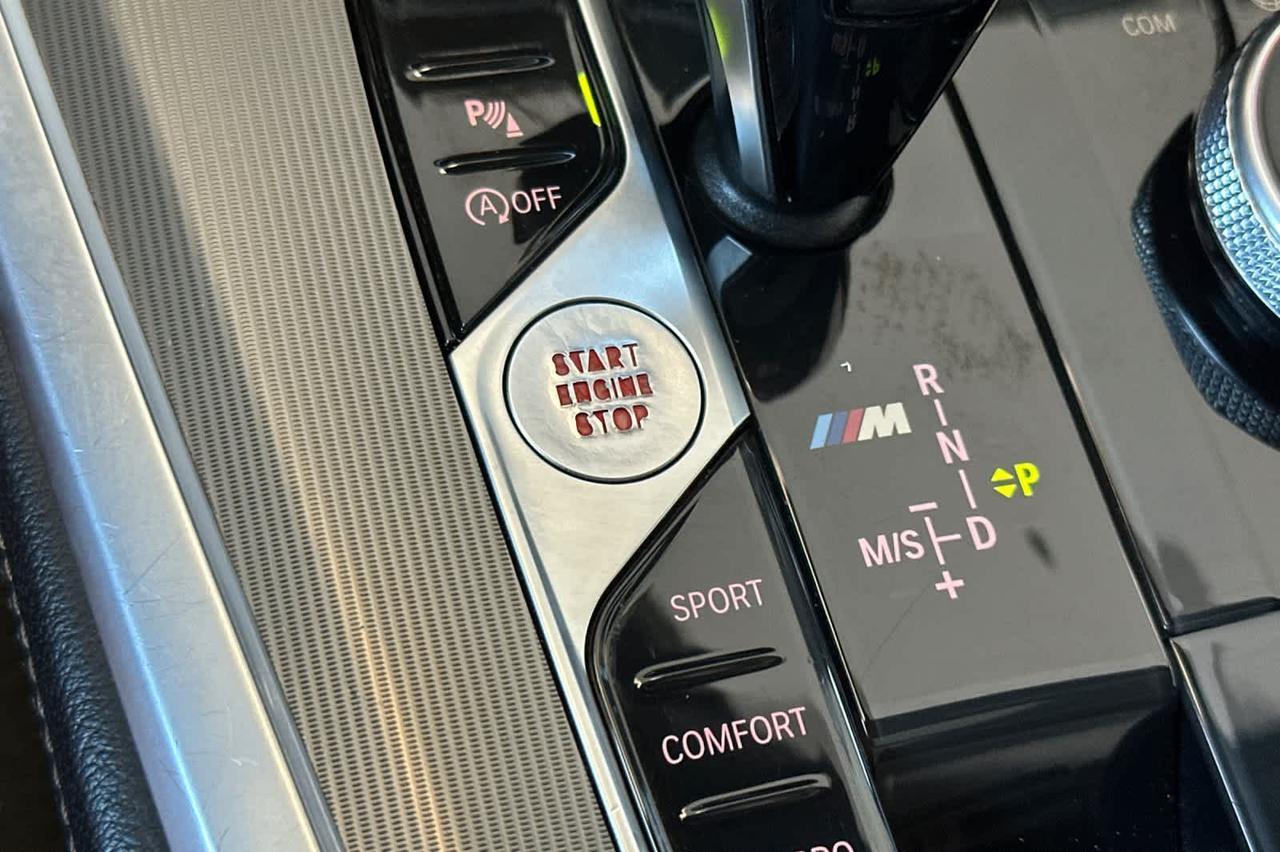 COM
P
A OFF
START
ENGINE
STOP
M
R
N
P
M/S D
+
SPORT
COMFORT